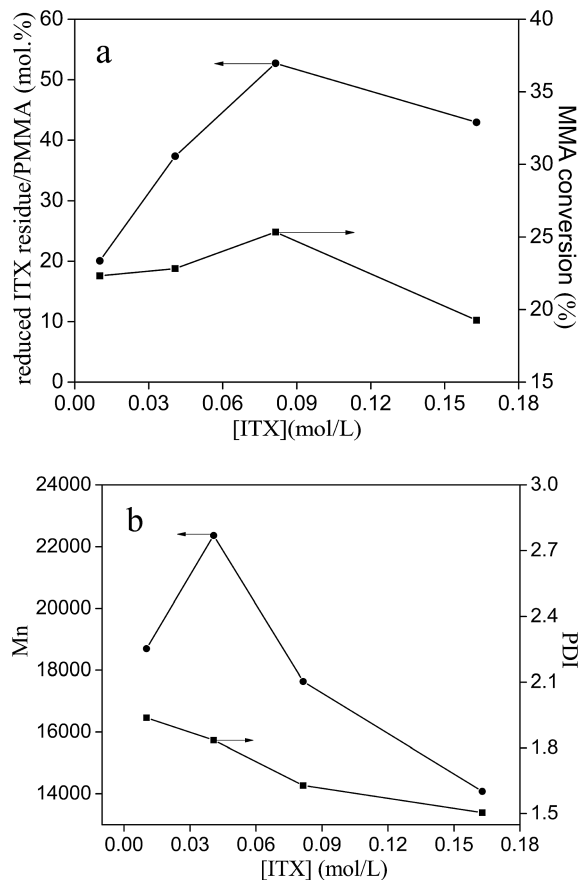 a
reduced ITX residue/PMMA (mol.%)
60
50
40
30
20
10
0
MMA conversion (%)
40
35
30
25
20
15
0.00 0.03 0.06 0.09 0.12 0.15 0.18
[ITX](mol/L)
b
Mn
24000
22000
20000
18000
16000
14000
PDI
3.0
2.7
2.4
2.1
1.8
1.5
0.00 0.03 0.06 0.09 0.12 0.15 0.18
[ITX] (mol/L)